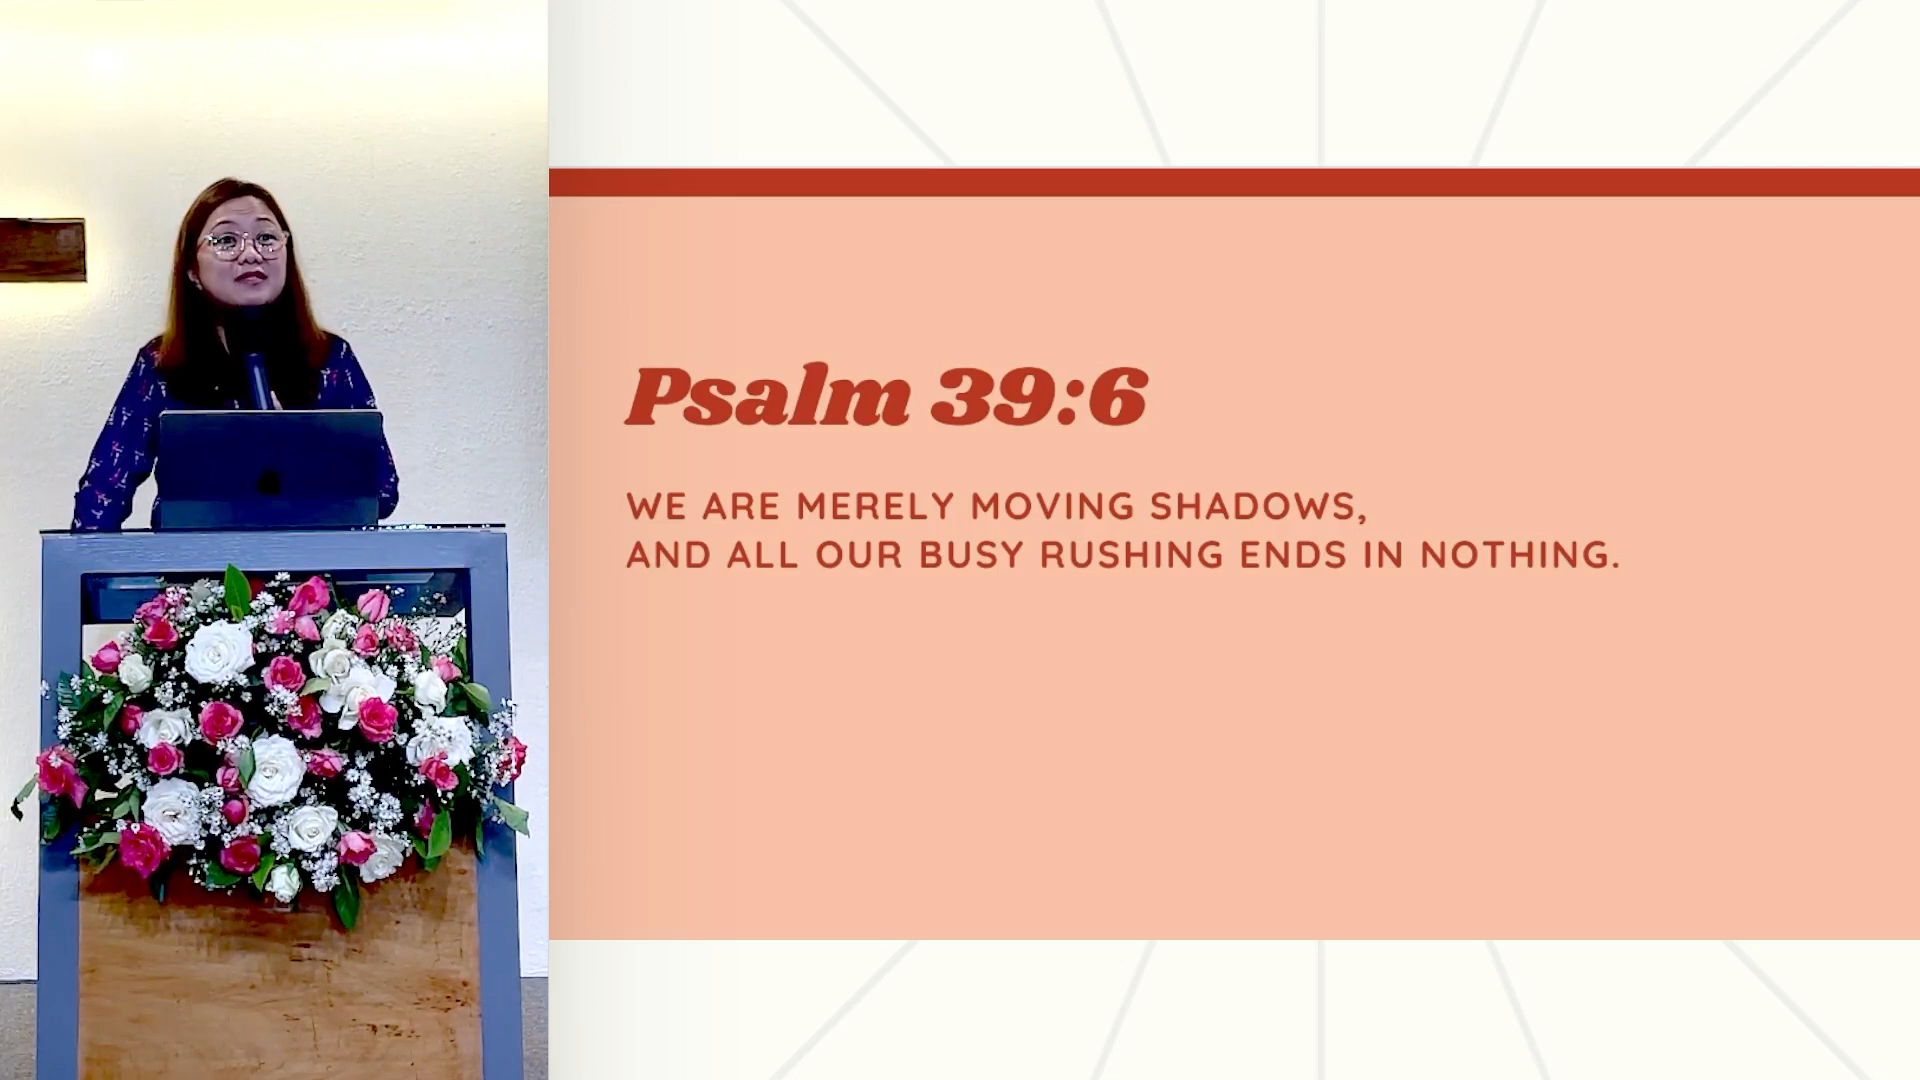 Psalm 39:6
WE ARE MERELY MOVING SHADOWS,
AND ALL OUR BUSY RUSHING ENDS IN NOTHING.